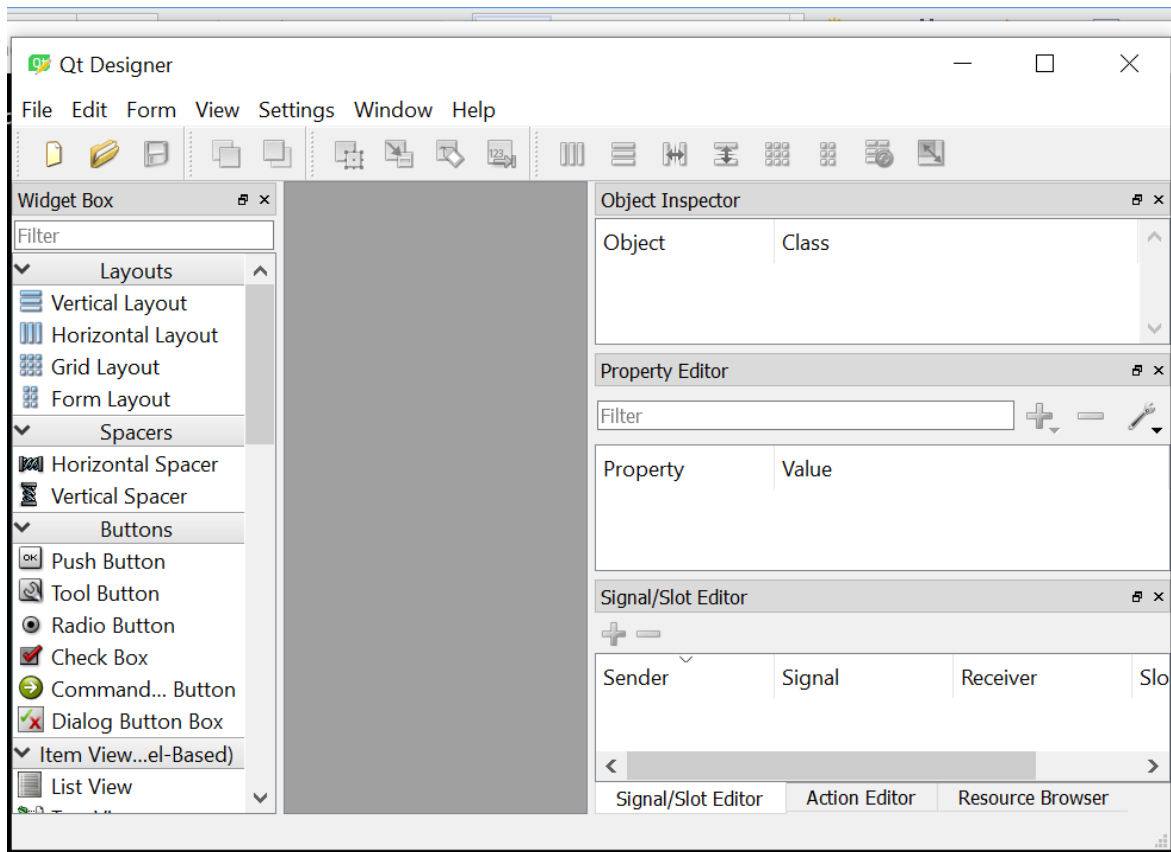 Qt Designer
File Edit Form View Settings Window Help
Widget Box
Filter
Layouts
Vertical Layout
Horizontal Layout
Grid Layout
Form Layout
Spacers
Horizontal Spacer
Vertical Spacer
Buttons
OK Push Button
Tool Button
Radio Button
Check Box
Command... Button
Dialog Button Box
Item View...el-Based)
List View
Object Inspector
Object Class
Property Editor
Filter
Property Value
Signal/Slot Editor
Sender Signal Receiver Slo
Signal/Slot Editor Action Editor Resource Browser